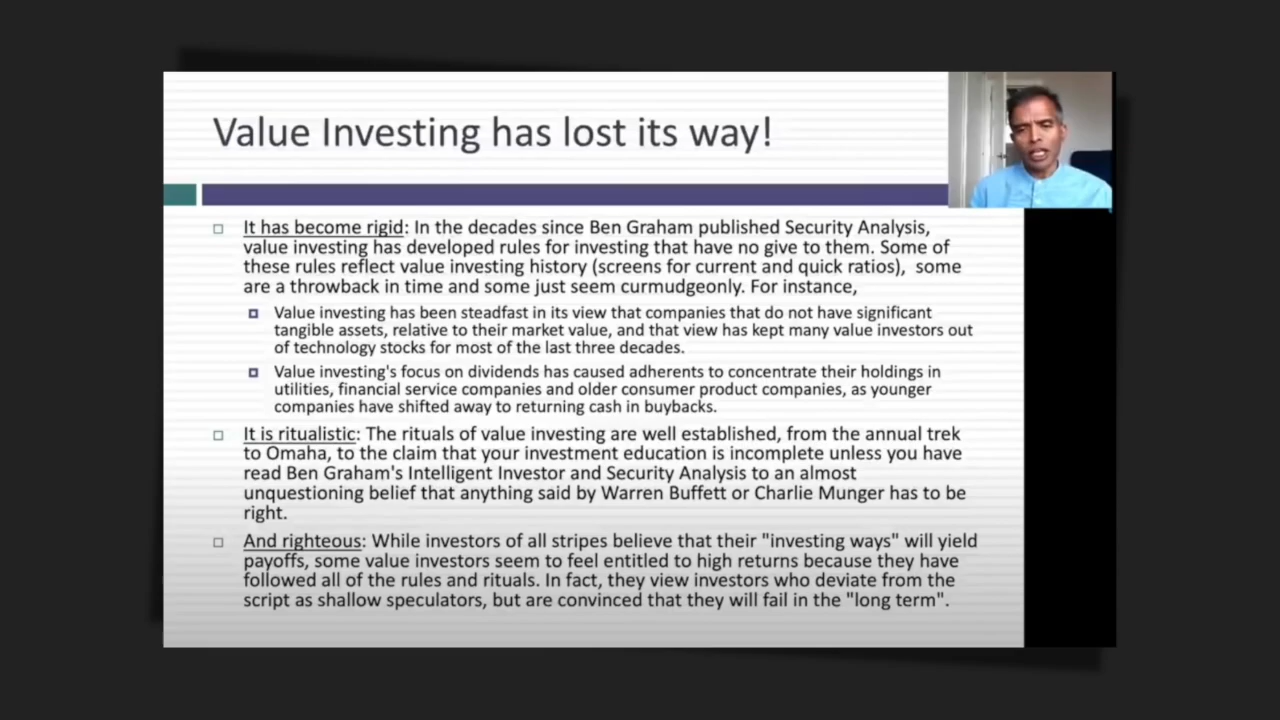 Value Investing has lost its way!
It has become rigid: In the decades since Ben Graham published Security Analysis,
value investing has developed rules for investing that have no give to them. Some of
these rules reflect value investing history (screens for current and quick ratios), some
are a throwback in time and some just seem curmudgeonly. For instance,
Value investing has been steadfast in its view that companies that do not have significant
tangible assets, relative to their market value, and that view has kept many value investors out
of technology stocks for most of the last three decades.
Value investing's focus on dividends has caused adherents to concentrate their holdings in
utilities, financial service companies and older consumer product companies, as younger
companies have shifted away to returning cash in buybacks.
It is ritualistic: The rituals of value investing are well established, from the annual trek
to Omaha, to the claim that your investment education is incomplete unless you have
read Ben Graham's Intelligent Investor and Security Analysis to an almost
unquestioning belief that anything said by Warren Buffett or Charlie Munger has to be
right.
And righteous: While investors of all stripes believe that their "investing ways" will yield
payoffs, some value investors seem to feel entitled to high returns because they have
followed all of the rules and rituals. In fact, they view investors who deviate from the
script as shallow speculators, but are convinced that they will fail in the "long term".